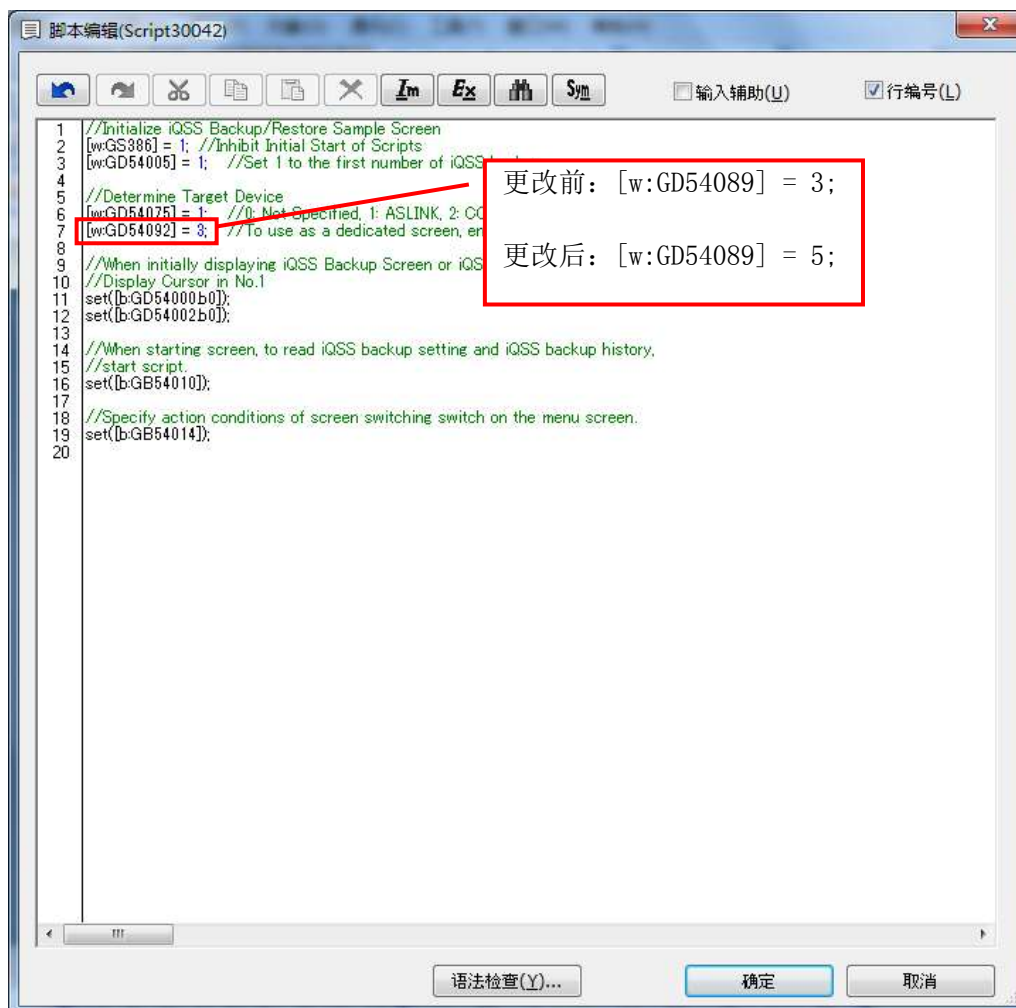 脚本编辑(Script30042)
Im Ex Sym 输入辅助(U) 行编号(L)
1 //Initialize iQSS Backup/Restore Sample Screen
2 [w:GS386] = 1; //Inhibit Initial Start of Scripts
3 [w:GD54005] = 1; //Set 1 to the first number of iQSS
4
5 //Determine Target Device
6 [w:GD54075] = 1; //0: Not Specified, 1: ASLINK, 2: CC
7 [w:GD54092] = 3; //To use as a dedicated screen, en
8
9 //When initially displaying iQSS Backup Screen or iQS
10 //Display Cursor in No.1
11 set([b:GD54000.b0]);
12 set([b:GD54002.b0]);
13
14 //When starting screen, to read iQSS backup setting and iQSS backup history,
15 //start script.
16 set([b:GB54010]);
17
18 //Specify action conditions of screen switching switch on the menu screen.
19 set([b:GB54014]);
20
更改前：[w:GD54089] = 3;
更改后：[w:GD54089] = 5;
语法检查(Y)... 确定 取消